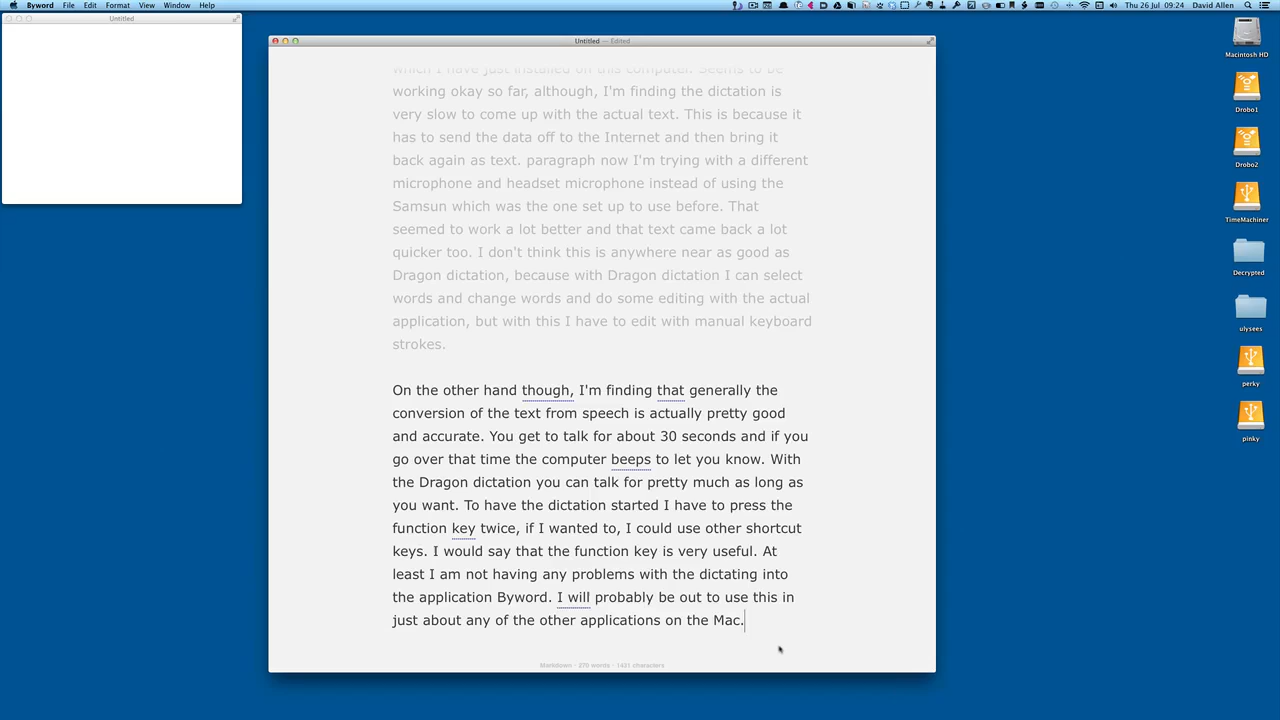 Byword File Edit Format View Window Help
Thu 26 Jul 09:24 David Allen
Untitled
Untitled — Edited
which I have just installed on this computer. Seems to be
working okay so far, although, I'm finding the dictation is
very slow to come up with the actual text. This is because it
has to send the data off to the Internet and then bring it
back again as text. paragraph now I'm trying with a different
microphone and headset microphone instead of using the
Samsun which was the one set up to use before. That
seemed to work a lot better and that text came back a lot
quicker too. I don't think this is anywhere near as good as
Dragon dictation, because with Dragon dictation I can select
words and change words and do some editing with the actual
application, but with this I have to edit with manual keyboard
strokes.
On the other hand though, I'm finding that generally the
conversion of the text from speech is actually pretty good
and accurate. You get to talk for about 30 seconds and if you
go over that time the computer beeps to let you know. With
the Dragon dictation you can talk for pretty much as long as
you want. To have the dictation started I have to press the
function key twice, if I wanted to, I could use other shortcut
keys. I would say that the function key is very useful. At
least I am not having any problems with the dictating into
the application Byword. I will probably be out to use this in
just about any of the other applications on the Mac.
Markdown · 270 words · 1431 characters
Macintosh HD
Drobo1
Drobo2
TimeMachiner
Decrypted
ulysees
perky
pinky